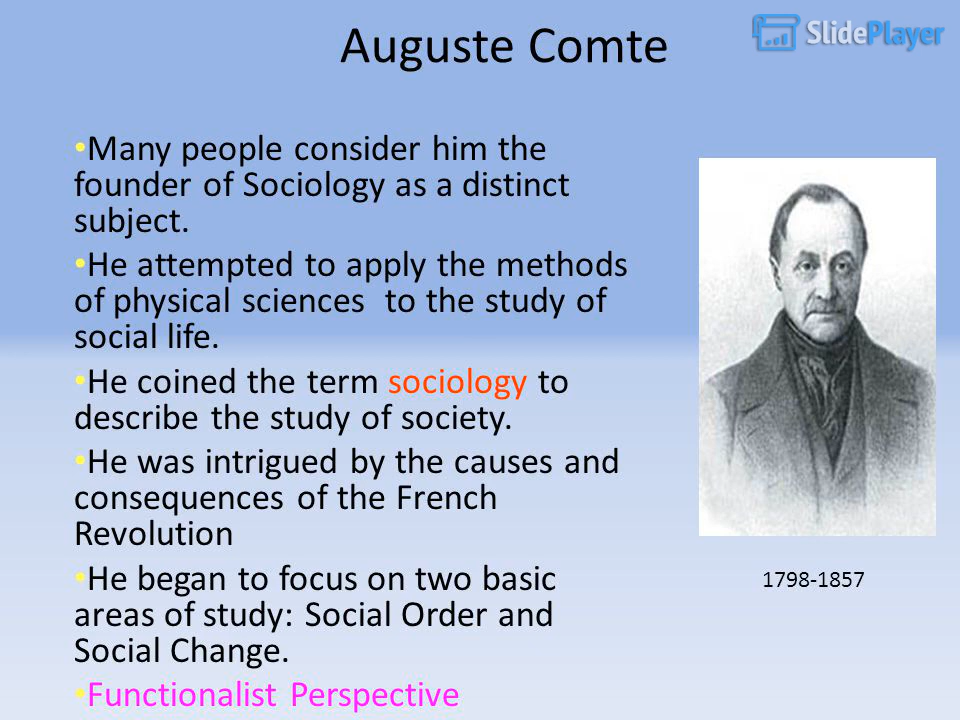 Auguste Comte
SlidePlayer
•Many people consider him the
founder of Sociology as a distinct
subject.
•He attempted to apply the methods
of physical sciences  to the study of
social life.
•He coined the term sociology to
describe the study of society.
•He was intrigued by the causes and
consequences of the French
Revolution
•He began to focus on two basic
areas of study: Social Order and
Social Change.
•Functionalist Perspective
1798-1857